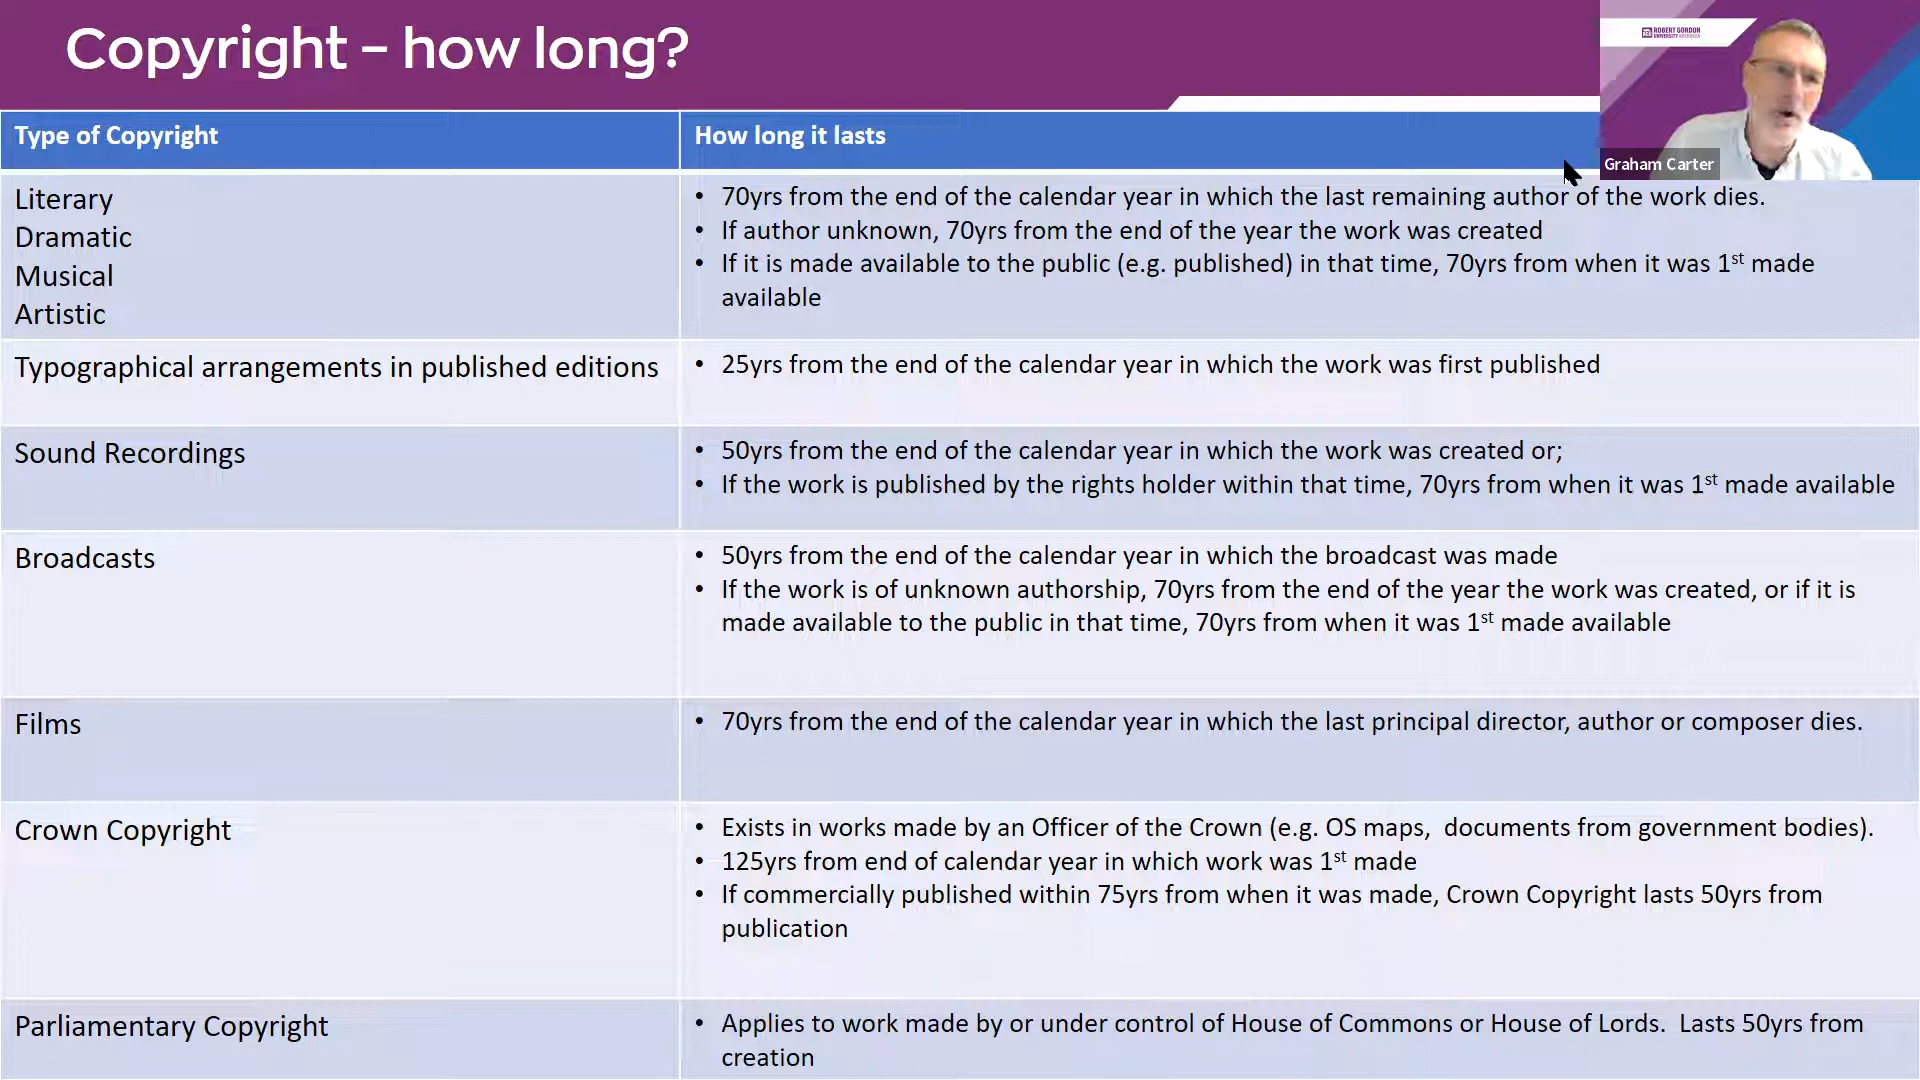 Copyright – how long?
ROBERT GORDON
UNIVERSITY ABERDEEN
Graham Carter
Type of Copyright
How long it lasts
Literary
Dramatic
Musical
Artistic
• 70yrs from the end of the calendar year in which the last remaining author of the work dies.
• If author unknown, 70yrs from the end of the year the work was created
• If it is made available to the public (e.g. published) in that time, 70yrs from when it was 1st made
available
Typographical arrangements in published editions
• 25yrs from the end of the calendar year in which the work was first published
Sound Recordings
• 50yrs from the end of the calendar year in which the work was created or;
• If the work is published by the rights holder within that time, 70yrs from when it was 1st made available
Broadcasts
• 50yrs from the end of the calendar year in which the broadcast was made
• If the work is of unknown authorship, 70yrs from the end of the year the work was created, or if it is
made available to the public in that time, 70yrs from when it was 1st made available
Films
• 70yrs from the end of the calendar year in which the last principal director, author or composer dies.
Crown Copyright
• Exists in works made by an Officer of the Crown (e.g. OS maps,  documents from government bodies).
• 125yrs from end of calendar year in which work was 1st made
• If commercially published within 75yrs from when it was made, Crown Copyright lasts 50yrs from
publication
Parliamentary Copyright
• Applies to work made by or under control of House of Commons or House of Lords.  Lasts 50yrs from
creation